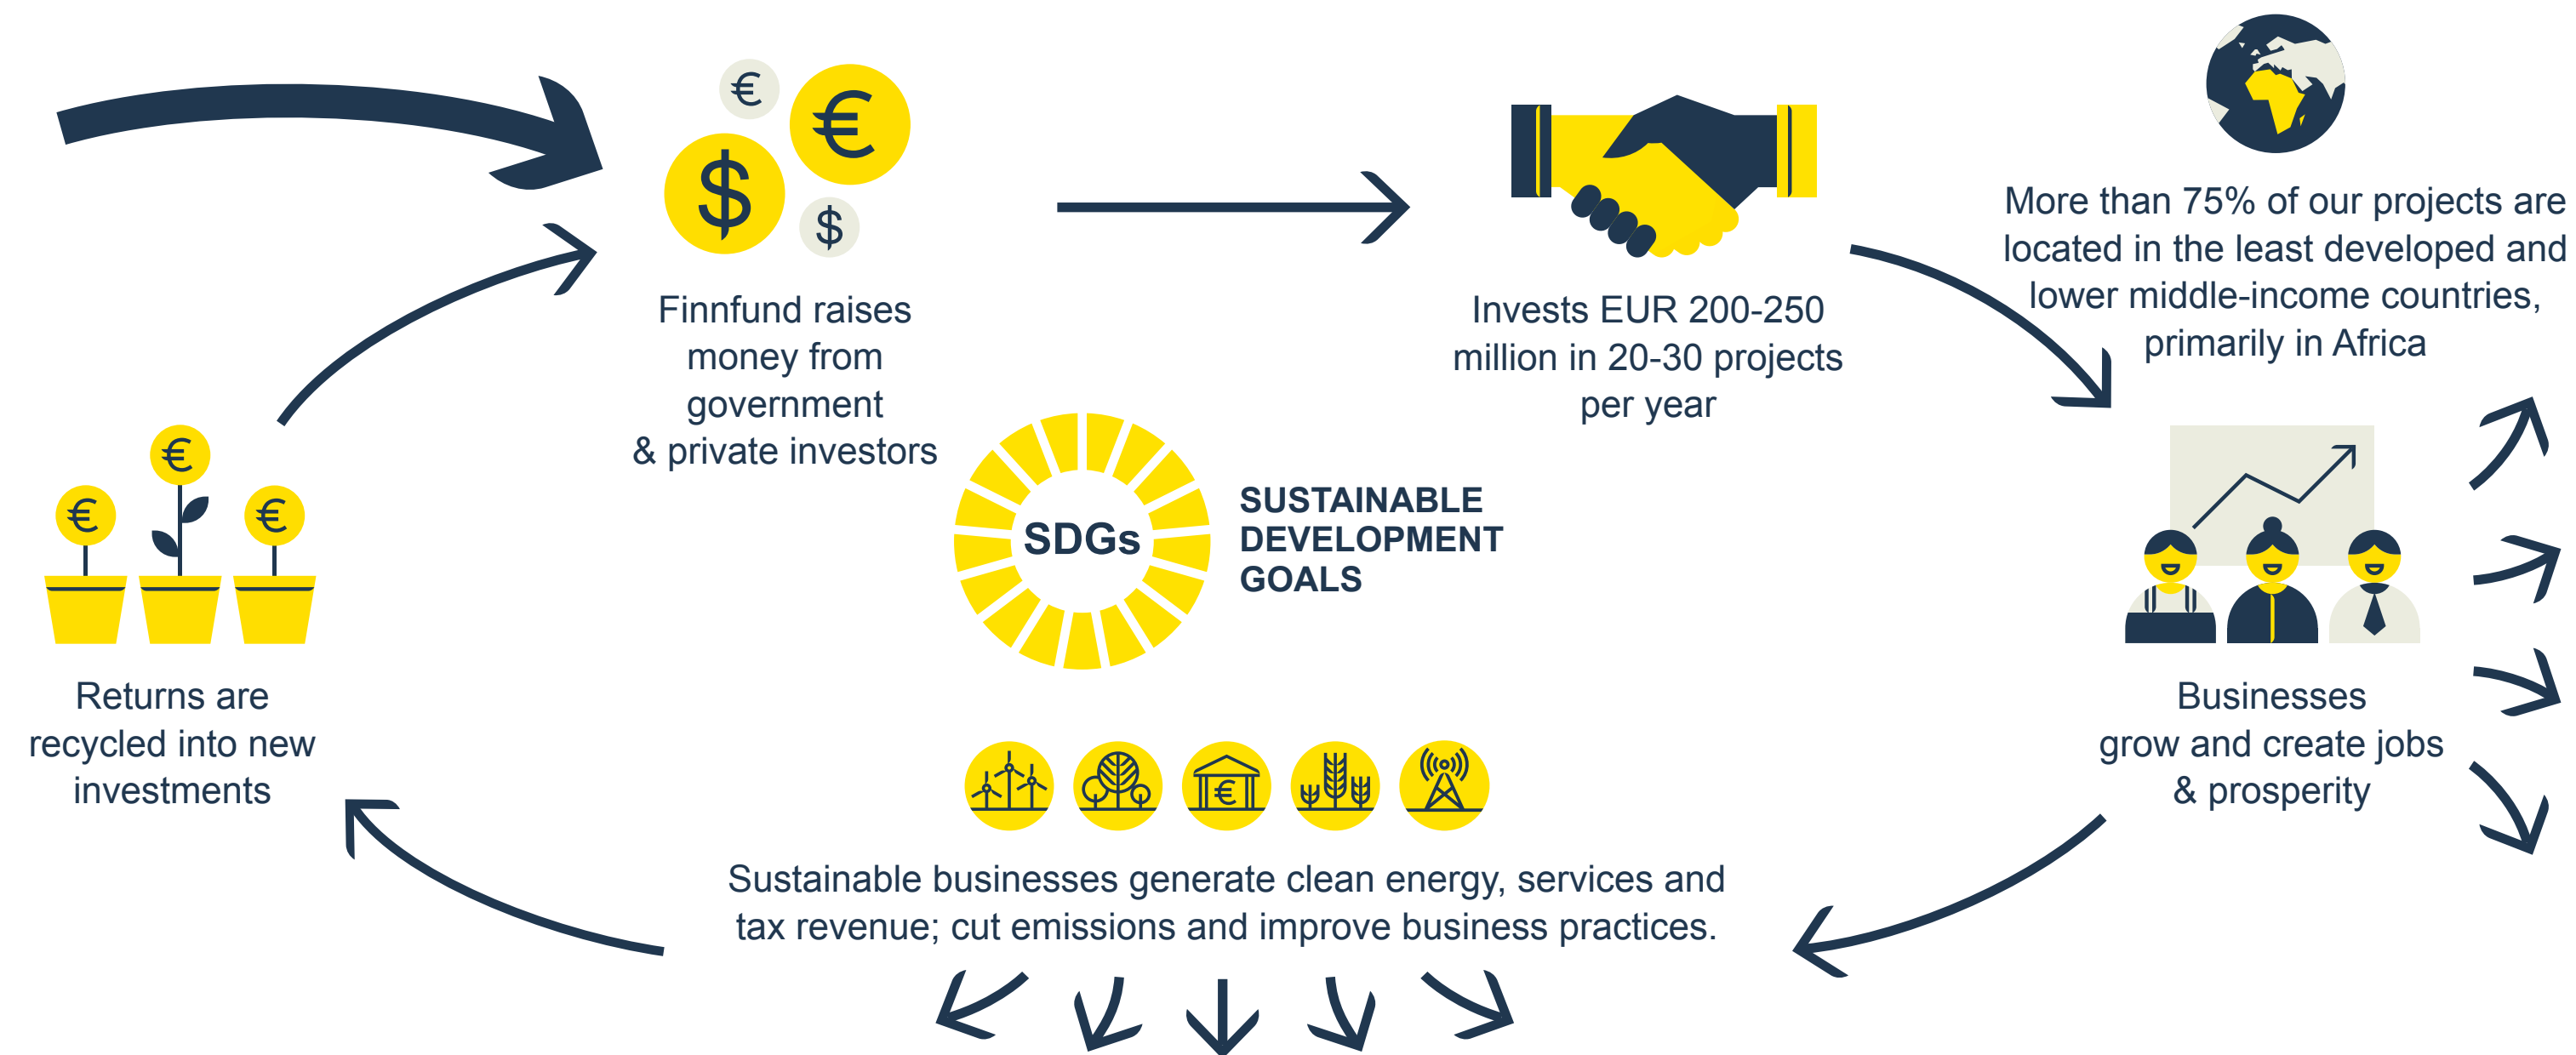 €
€
$
$
Finnfund raises
money from
government
& private investors
Invests EUR 200-250
million in 20-30 projects
per year
More than 75% of our projects are
located in the least developed and
lower middle-income countries,
primarily in Africa
SDGs
SUSTAINABLE
DEVELOPMENT
GOALS
Businesses
grow and create jobs
& prosperity
€
Sustainable businesses generate clean energy, services and
tax revenue; cut emissions and improve business practices.
€
€
€
Returns are
recycled into new
investments